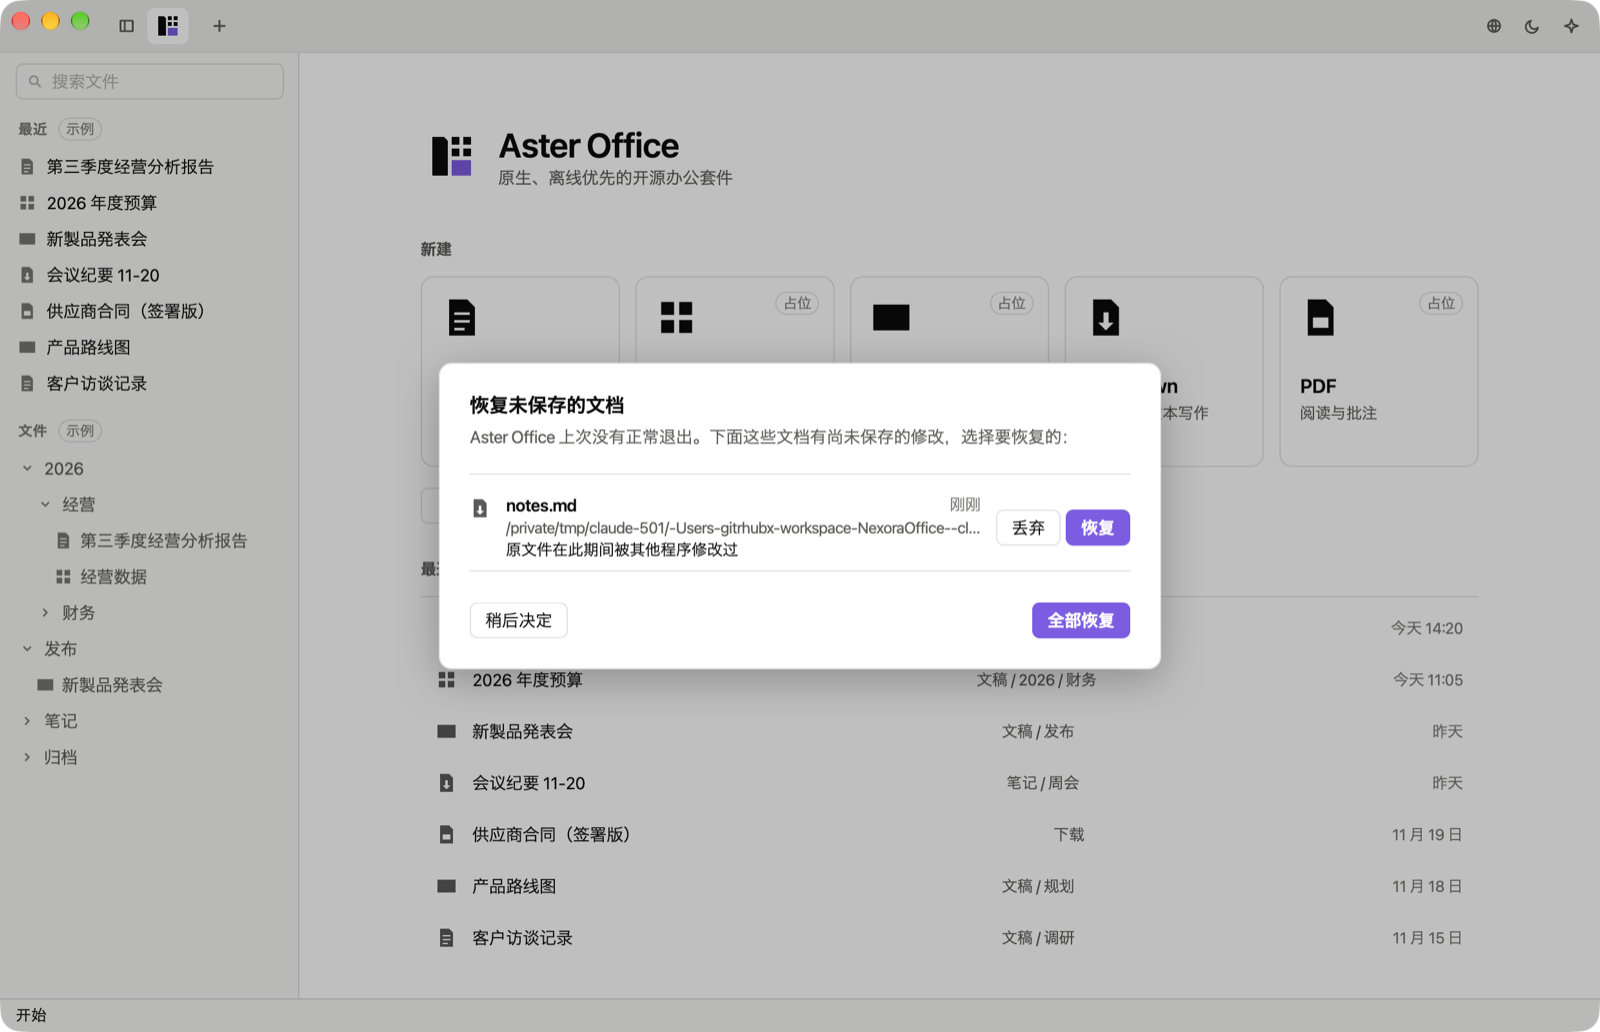 搜索文件
最近 示例
第三季度经营分析报告
2026 年度预算
新製品発表会
会议纪要 11-20
供应商合同（签署版）
产品路线图
客户访谈记录
文件 示例
2026
经营
第三季度经营分析报告
经营数据
财务
发布
新製品発表会
笔记
归档
Aster Office
原生、离线优先的开源办公套件
新建
占位
占位
占位
PDF
本写作
阅读与批注
恢复未保存的文档
Aster Office 上次没有正常退出。下面这些文档有尚未保存的修改，选择要恢复的：
notes.md 刚刚
/private/tmp/claude-501/-Users-gitrhubx-workspace-NexoraOffice--cl...
原文件在此期间被其他程序修改过
丢弃 恢复
稍后决定 全部恢复
今天 14:20
2026 年度预算 文稿 / 2026 / 财务 今天 11:05
新製品発表会 文稿 / 发布 昨天
会议纪要 11-20 笔记 / 周会 昨天
供应商合同（签署版） 下载 11 月 19 日
产品路线图 文稿 / 规划 11 月 18 日
客户访谈记录 文稿 / 调研 11 月 15 日
开始